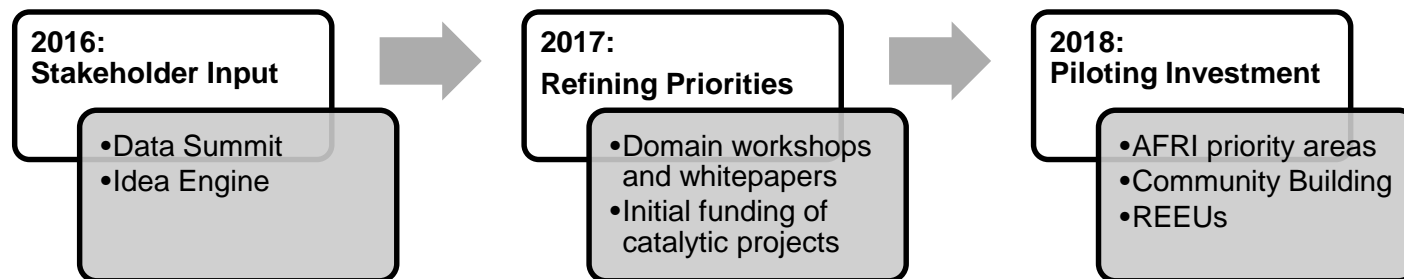 2016:
Stakeholder Input
•Data Summit
•Idea Engine
2017:
Refining Priorities
•Domain workshops
and whitepapers
•Initial funding of
catalytic projects
2018:
Piloting Investment
•AFRI priority areas
•Community Building
•REEUs